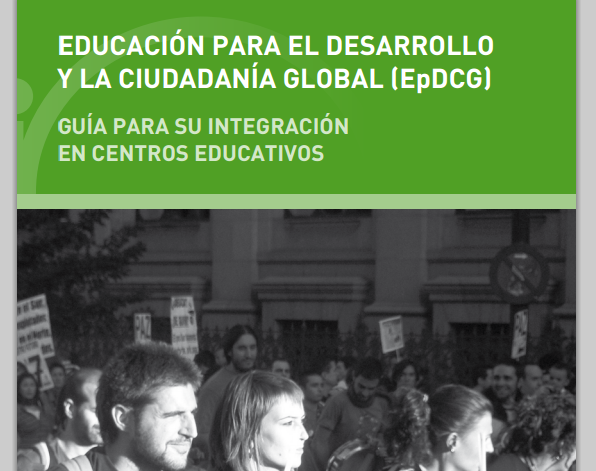 EDUCACIÓN PARA EL DESARROLLO
Y LA CIUDADANÍA GLOBAL (EpDCG)
GUÍA PARA SU INTEGRACIÓN
EN CENTROS EDUCATIVOS
PAZ